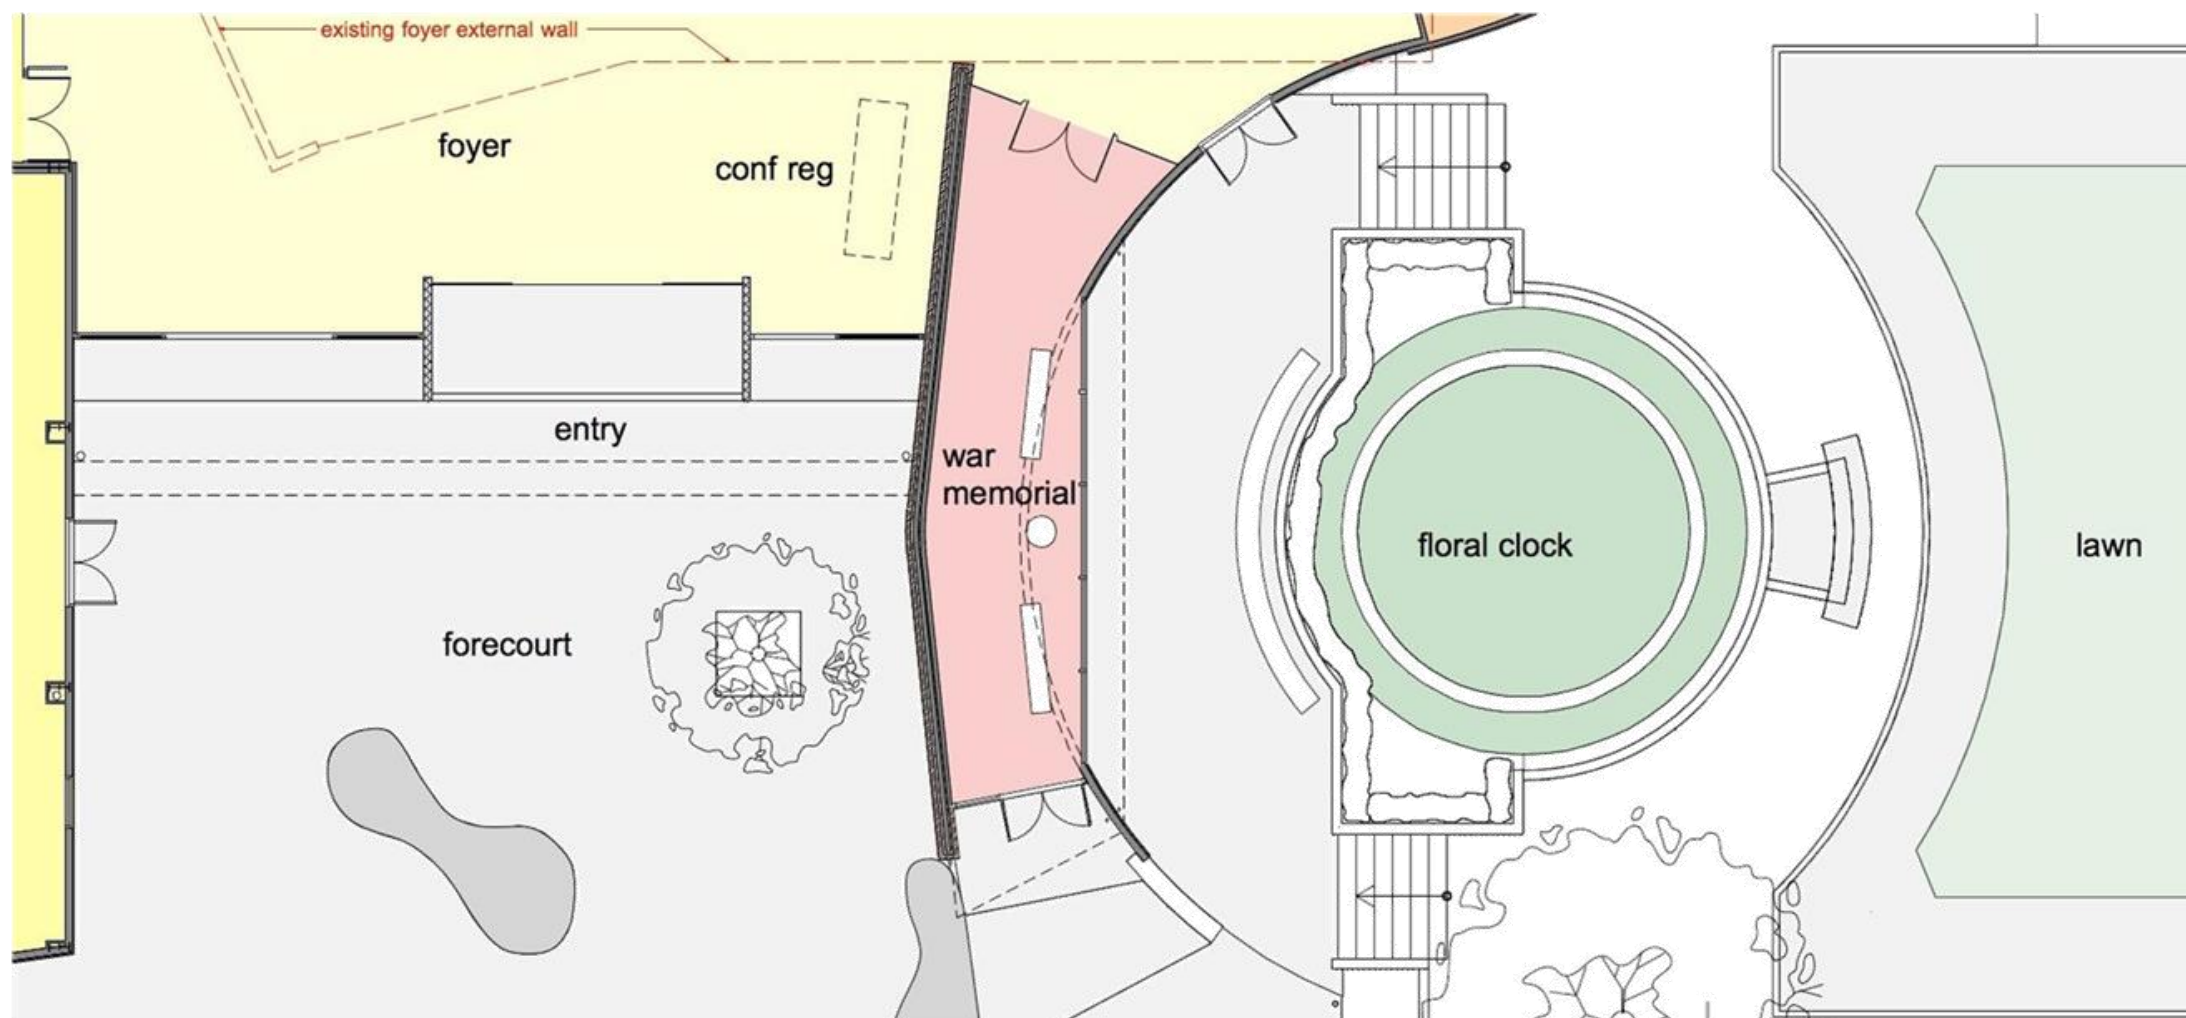 existing foyer external wall
foyer
conf reg
entry
war
memorial
floral clock
lawn
forecourt